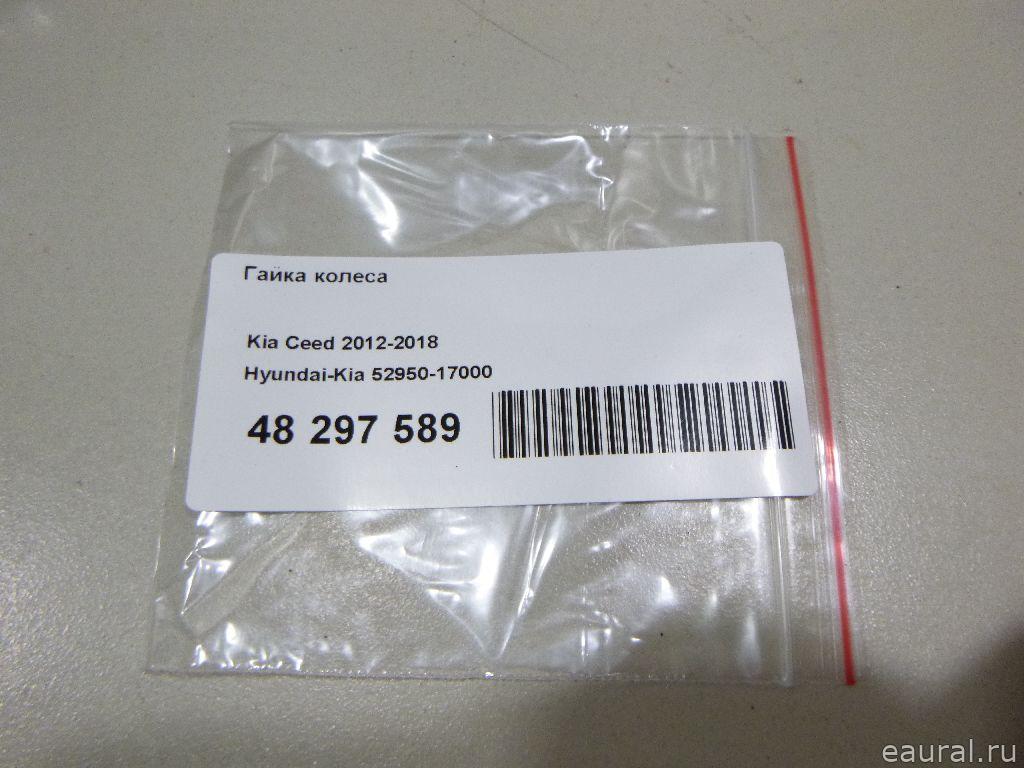 Гайка колеса
Kia Ceed 2012-2018
Hyundai-Kia 52950-17000
48 297 589
eaural.ru